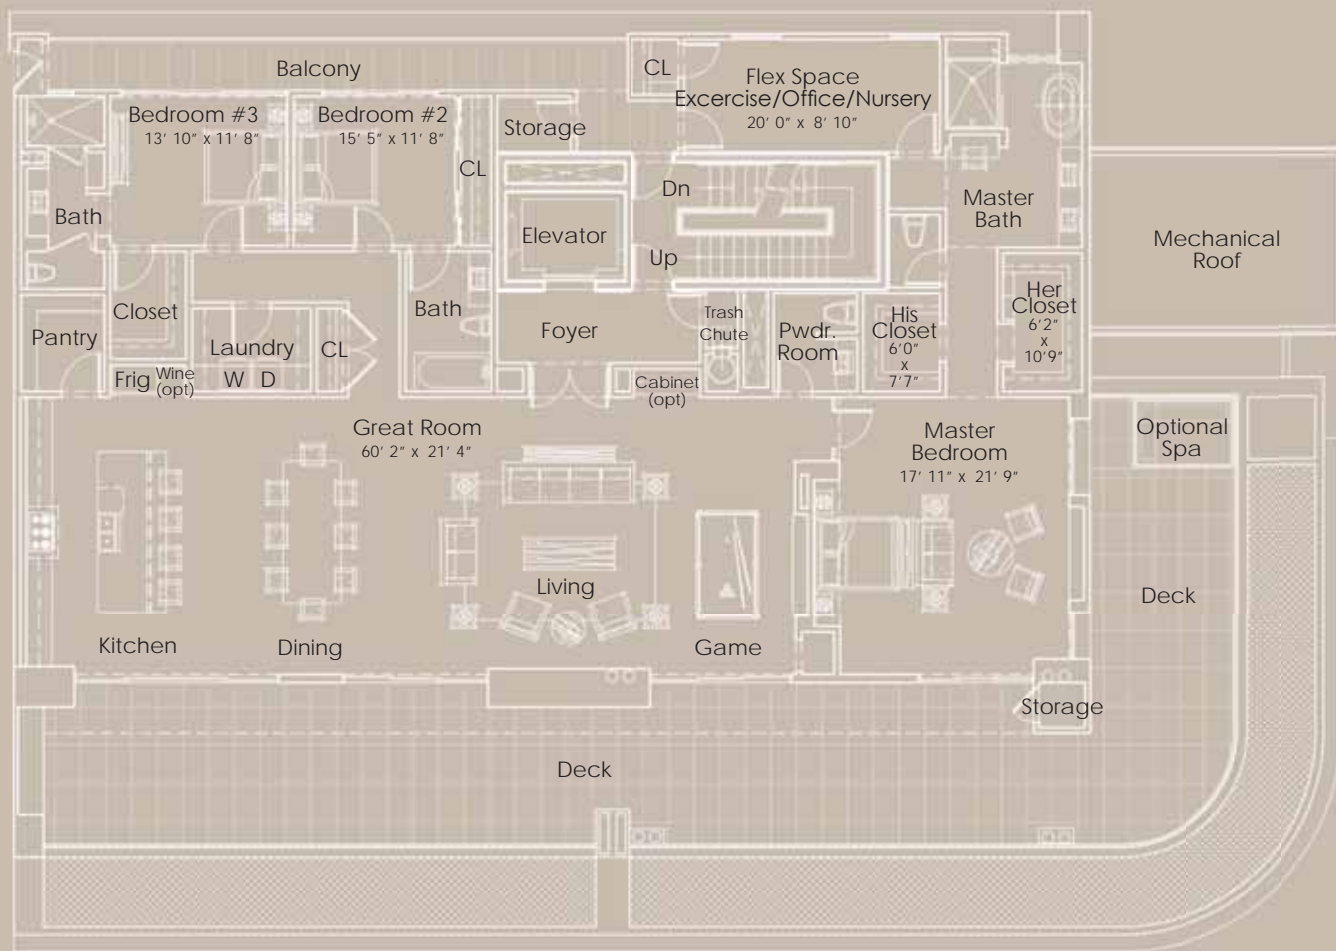 Balcony
CL
Flex Space
Excercise/Office/Nursery
20' 0" x 8' 10"
Bedroom #3
13' 10" x 11' 8"
Bedroom #2
15' 5" x 11' 8"
Storage
CL
Dn
Master
Bath
Bath
Elevator
Up
Mechanical
Roof
Closet
Bath
Foyer
Trash
Chute
Pwdr.
Room
His
Closet
6'0"
x
7'7"
Her
Closet
6'2"
x
10'9"
Pantry
Laundry
CL
Frig
Wine
(opt)
W D
Cabinet
(opt)
Great Room
60' 2" x 21' 4"
Master
Bedroom
17' 11" x 21' 9"
Optional
Spa
Living
Deck
Kitchen
Dining
Game
Storage
Deck